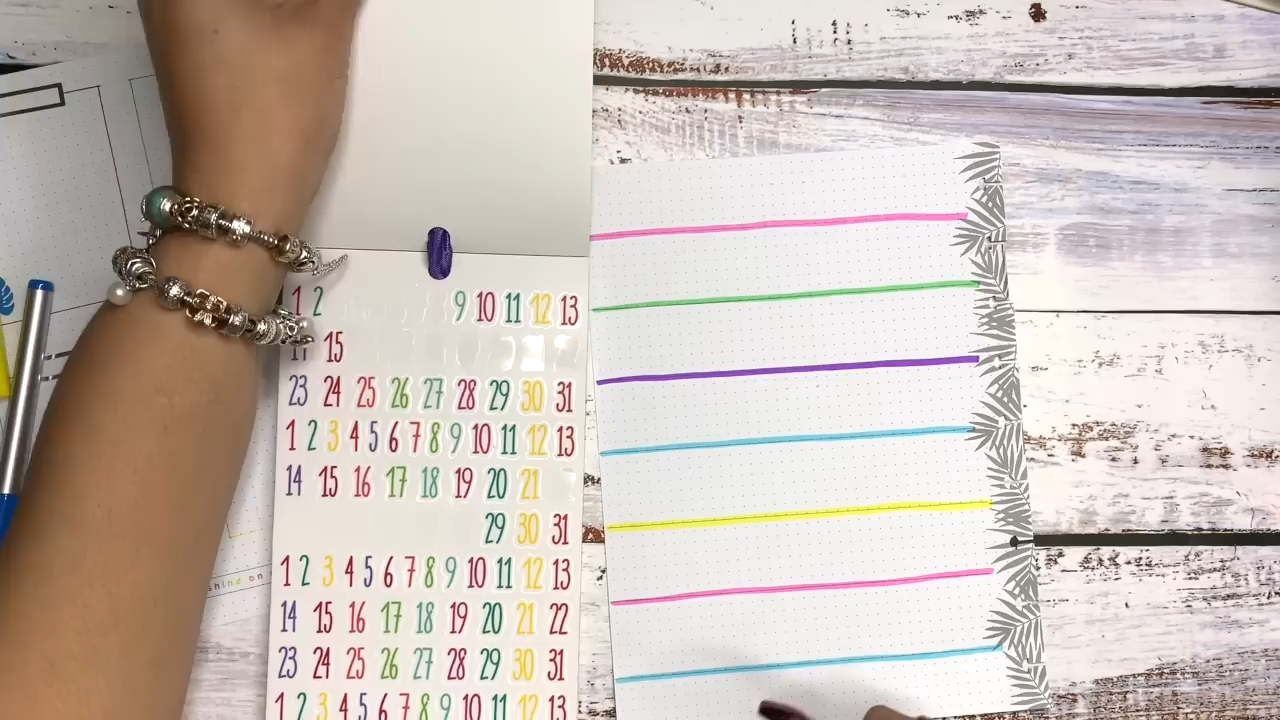 1 2 9 10 11 12 13
15
23 24 25 26 27 28 29 30 31
1 2 3 4 5 6 7 8 9 10 11 12 13
14 15 16 17 18 19 20 21
29 30 31
1 2 3 4 5 6 7 8 9 10 11 12 13
14 15 16 17 18 19 20 21 22
23 24 25 26 27 28 29 30 31
1 2 3 4 5 6 7 8 9 10 11 12 13
shine on